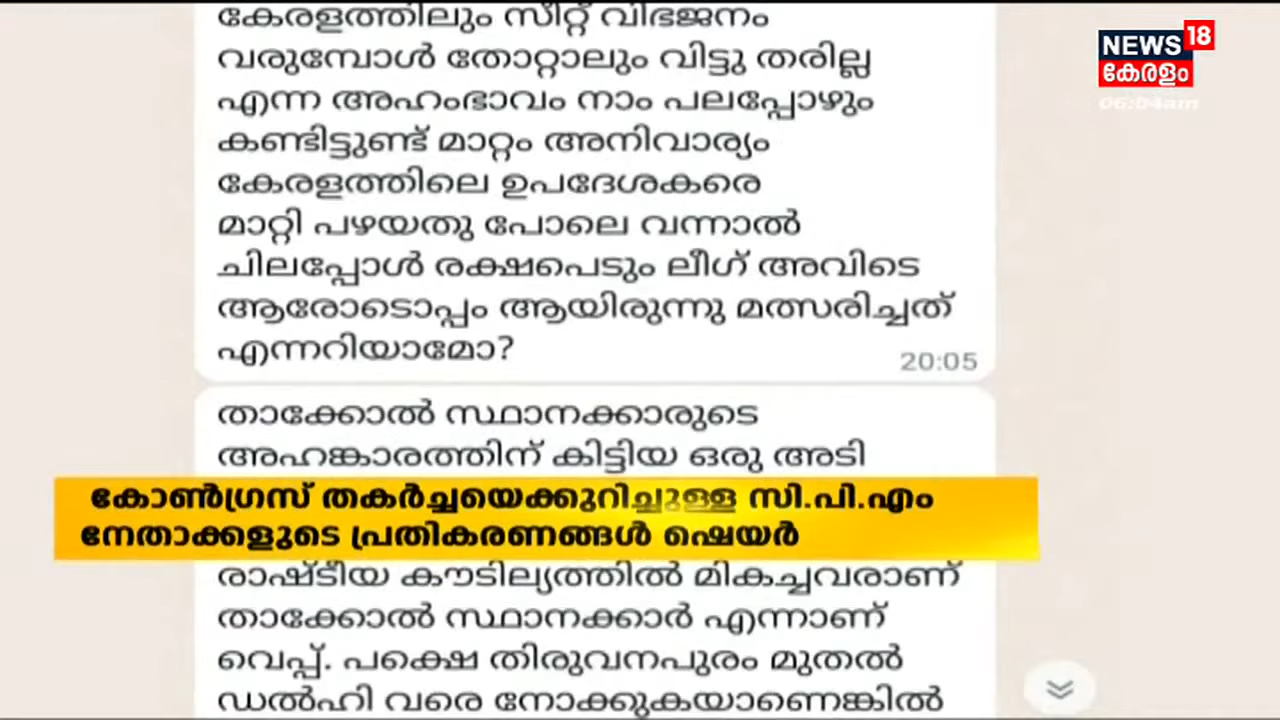 കേരളത്തിലും സീറ്റ് വിഭജനം
വരുമ്പോൾ തോറ്റാലും വിട്ടു തരില്ല
എന്ന അഹംഭാവം നാം പലപ്പോഴും
കണ്ടിട്ടുണ്ട് മാറ്റം അനിവാര്യം
കേരളത്തിലെ ഉപദേശകരെ
മാറ്റി പഴയതു പോലെ വന്നാൽ
ചിലപ്പോൾ രക്ഷപെടും ലീഗ് അവിടെ
ആരോടൊപ്പം ആയിരുന്നു മത്സരിച്ചത്
എന്നറിയാമോ?
20:05
താക്കോൽ സ്ഥാനക്കാരുടെ
അഹങ്കാരത്തിന് കിട്ടിയ ഒരു അടി
കോൺഗ്രസ് തകർച്ചയെക്കുറിച്ചുള്ള സി.പി.എം
നേതാക്കളുടെ പ്രതികരണങ്ങൾ ഷെയർ
രാഷ്ടീയ കൗടില്യത്തിൽ മികച്ചവരാണ്
താക്കോൽ സ്ഥാനക്കാർ എന്നാണ്
വെപ്പ്. പക്ഷെ തിരുവനപുരം മുതൽ
ഡൽഹി വരെ നോക്കുകയാണെങ്കിൽ
NEWS 18
കേരളം
06:04am